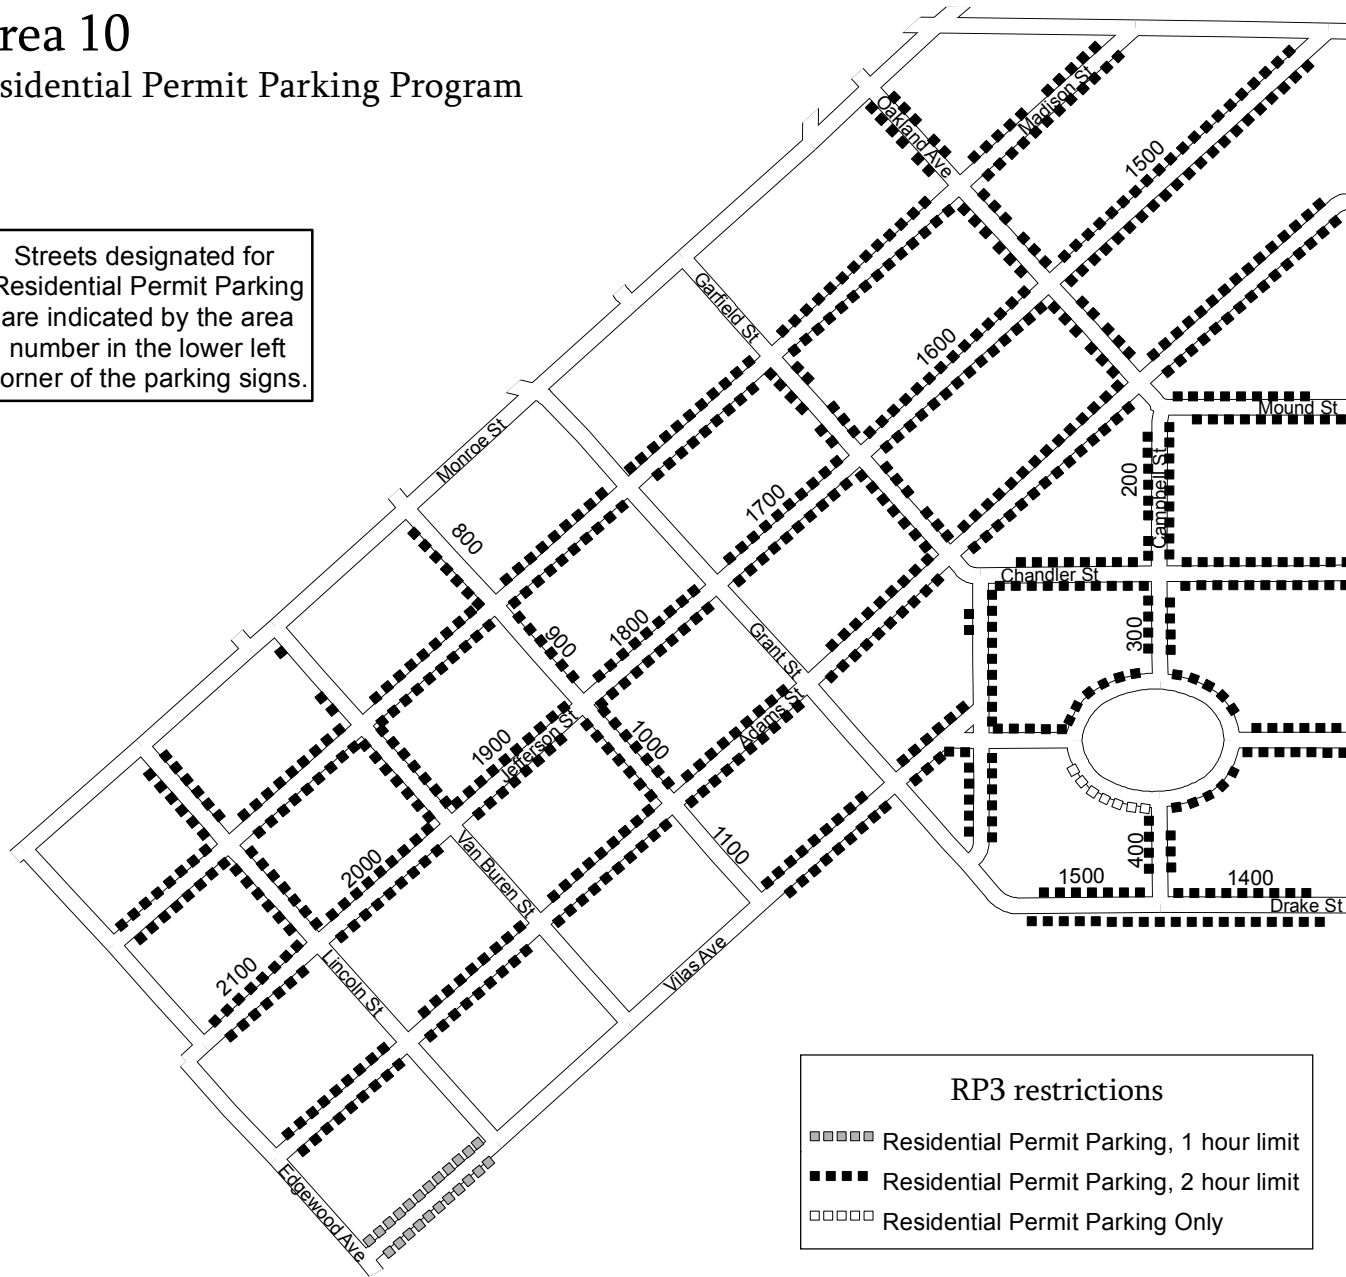 rea 10
sidential Permit Parking Program
Streets designated for
Residential Permit Parking
are indicated by the area
number in the lower left
orner of the parking signs.
Oakland Ave
Madison St
1500
Garfield St
1600
Mound St
Monroe St
200
Campbell St
1700
800
Chandler St
900
1800
Grant St
300
Jefferson St
1900
1000
Adams St
Van Buren St
2000
1100
400
1500
1400
Drake St
2100
Lincoln St
Vilas Ave
Edgewood Ave
RP3 restrictions
Residential Permit Parking, 1 hour limit
Residential Permit Parking, 2 hour limit
Residential Permit Parking Only